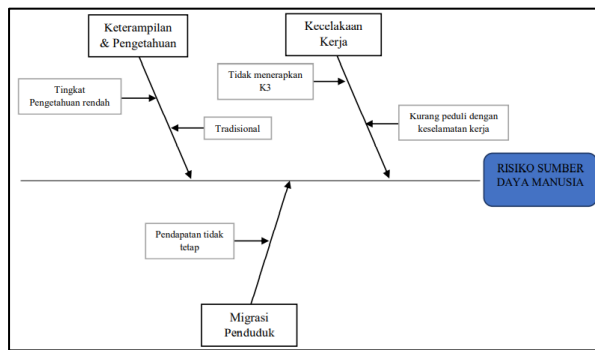 Keterampilan
& Pengetahuan
Kecelakaan
Kerja
Tingkat
Pengetahuan rendah
Tradisional
Tidak menerapkan
K3
Kurang peduli dengan
keselamatan kerja
RISIKO SUMBER
DAYA MANUSIA
Pendapatan tidak
tetap
Migrasi
Penduduk